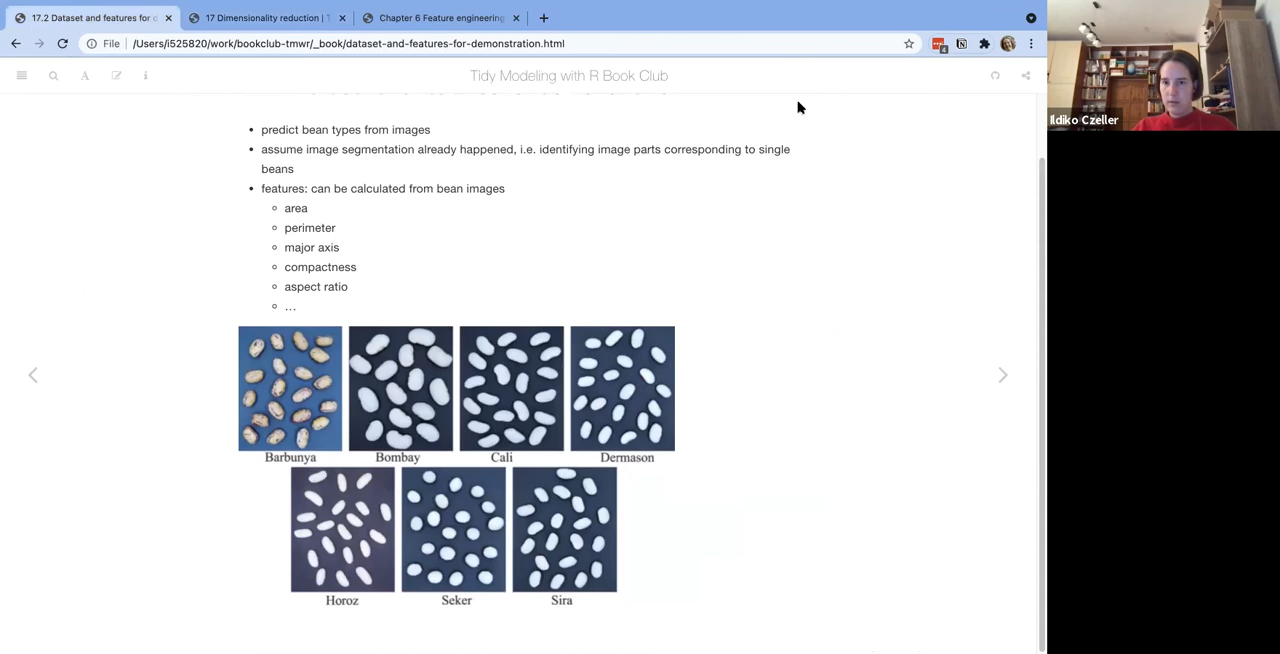 17.2 Dataset and features for d
17 Dimensionality reduction | T
Chapter 6 Feature engineering
File
/Users/i525820/work/bookclub-tmwr/_book/dataset-and-features-for-demonstration.html
4
Tidy Modeling with R Book Club
Ildiko Czeller
predict bean types from images
assume image segmentation already happened, i.e. identifying image parts corresponding to single
beans
features: can be calculated from bean images
area
perimeter
major axis
compactness
aspect ratio
…
Barbunya Bombay Cali Dermason
Horoz Seker Sira